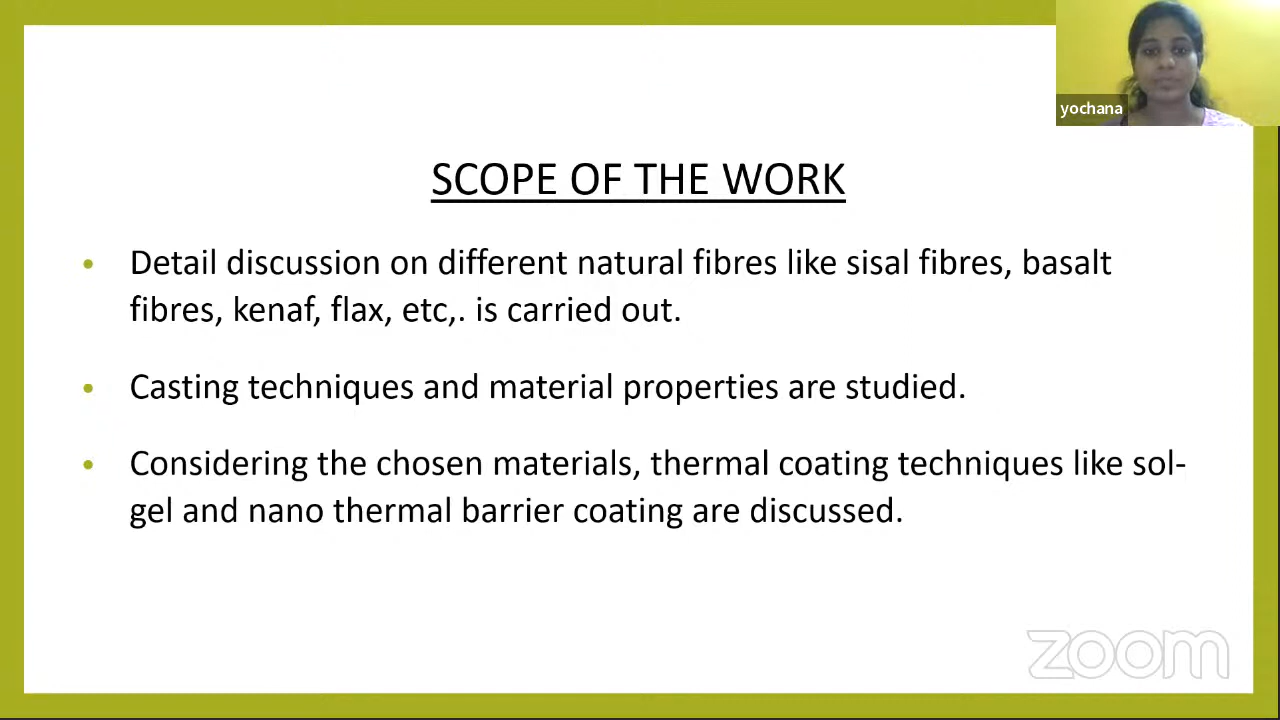 yochana
SCOPE OF THE WORK
• Detail discussion on different natural fibres like sisal fibres, basalt
fibres, kenaf, flax, etc,. is carried out.
• Casting techniques and material properties are studied.
• Considering the chosen materials, thermal coating techniques like sol-
gel and nano thermal barrier coating are discussed.
zoom